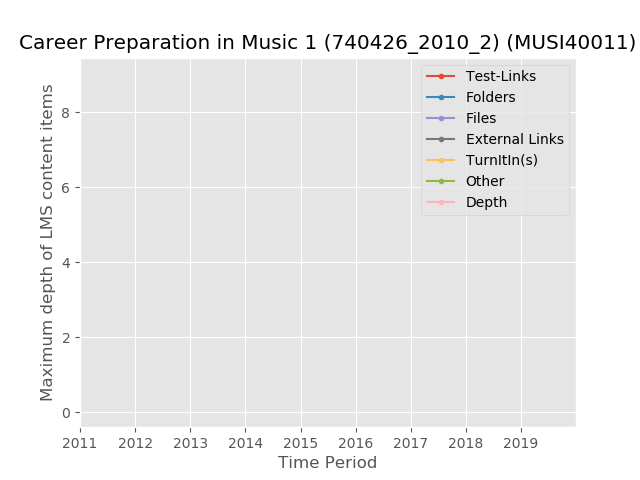 Career Preparation in Music 1 (740426_2010_2) (MUSI40011)
Test-Links
Folders
Files
External Links
TurnItIn(s)
Other
Depth
Maximum depth of LMS content items
8
6
4
2
0
2011 2012 2013 2014 2015 2016 2017 2018 2019
Time Period